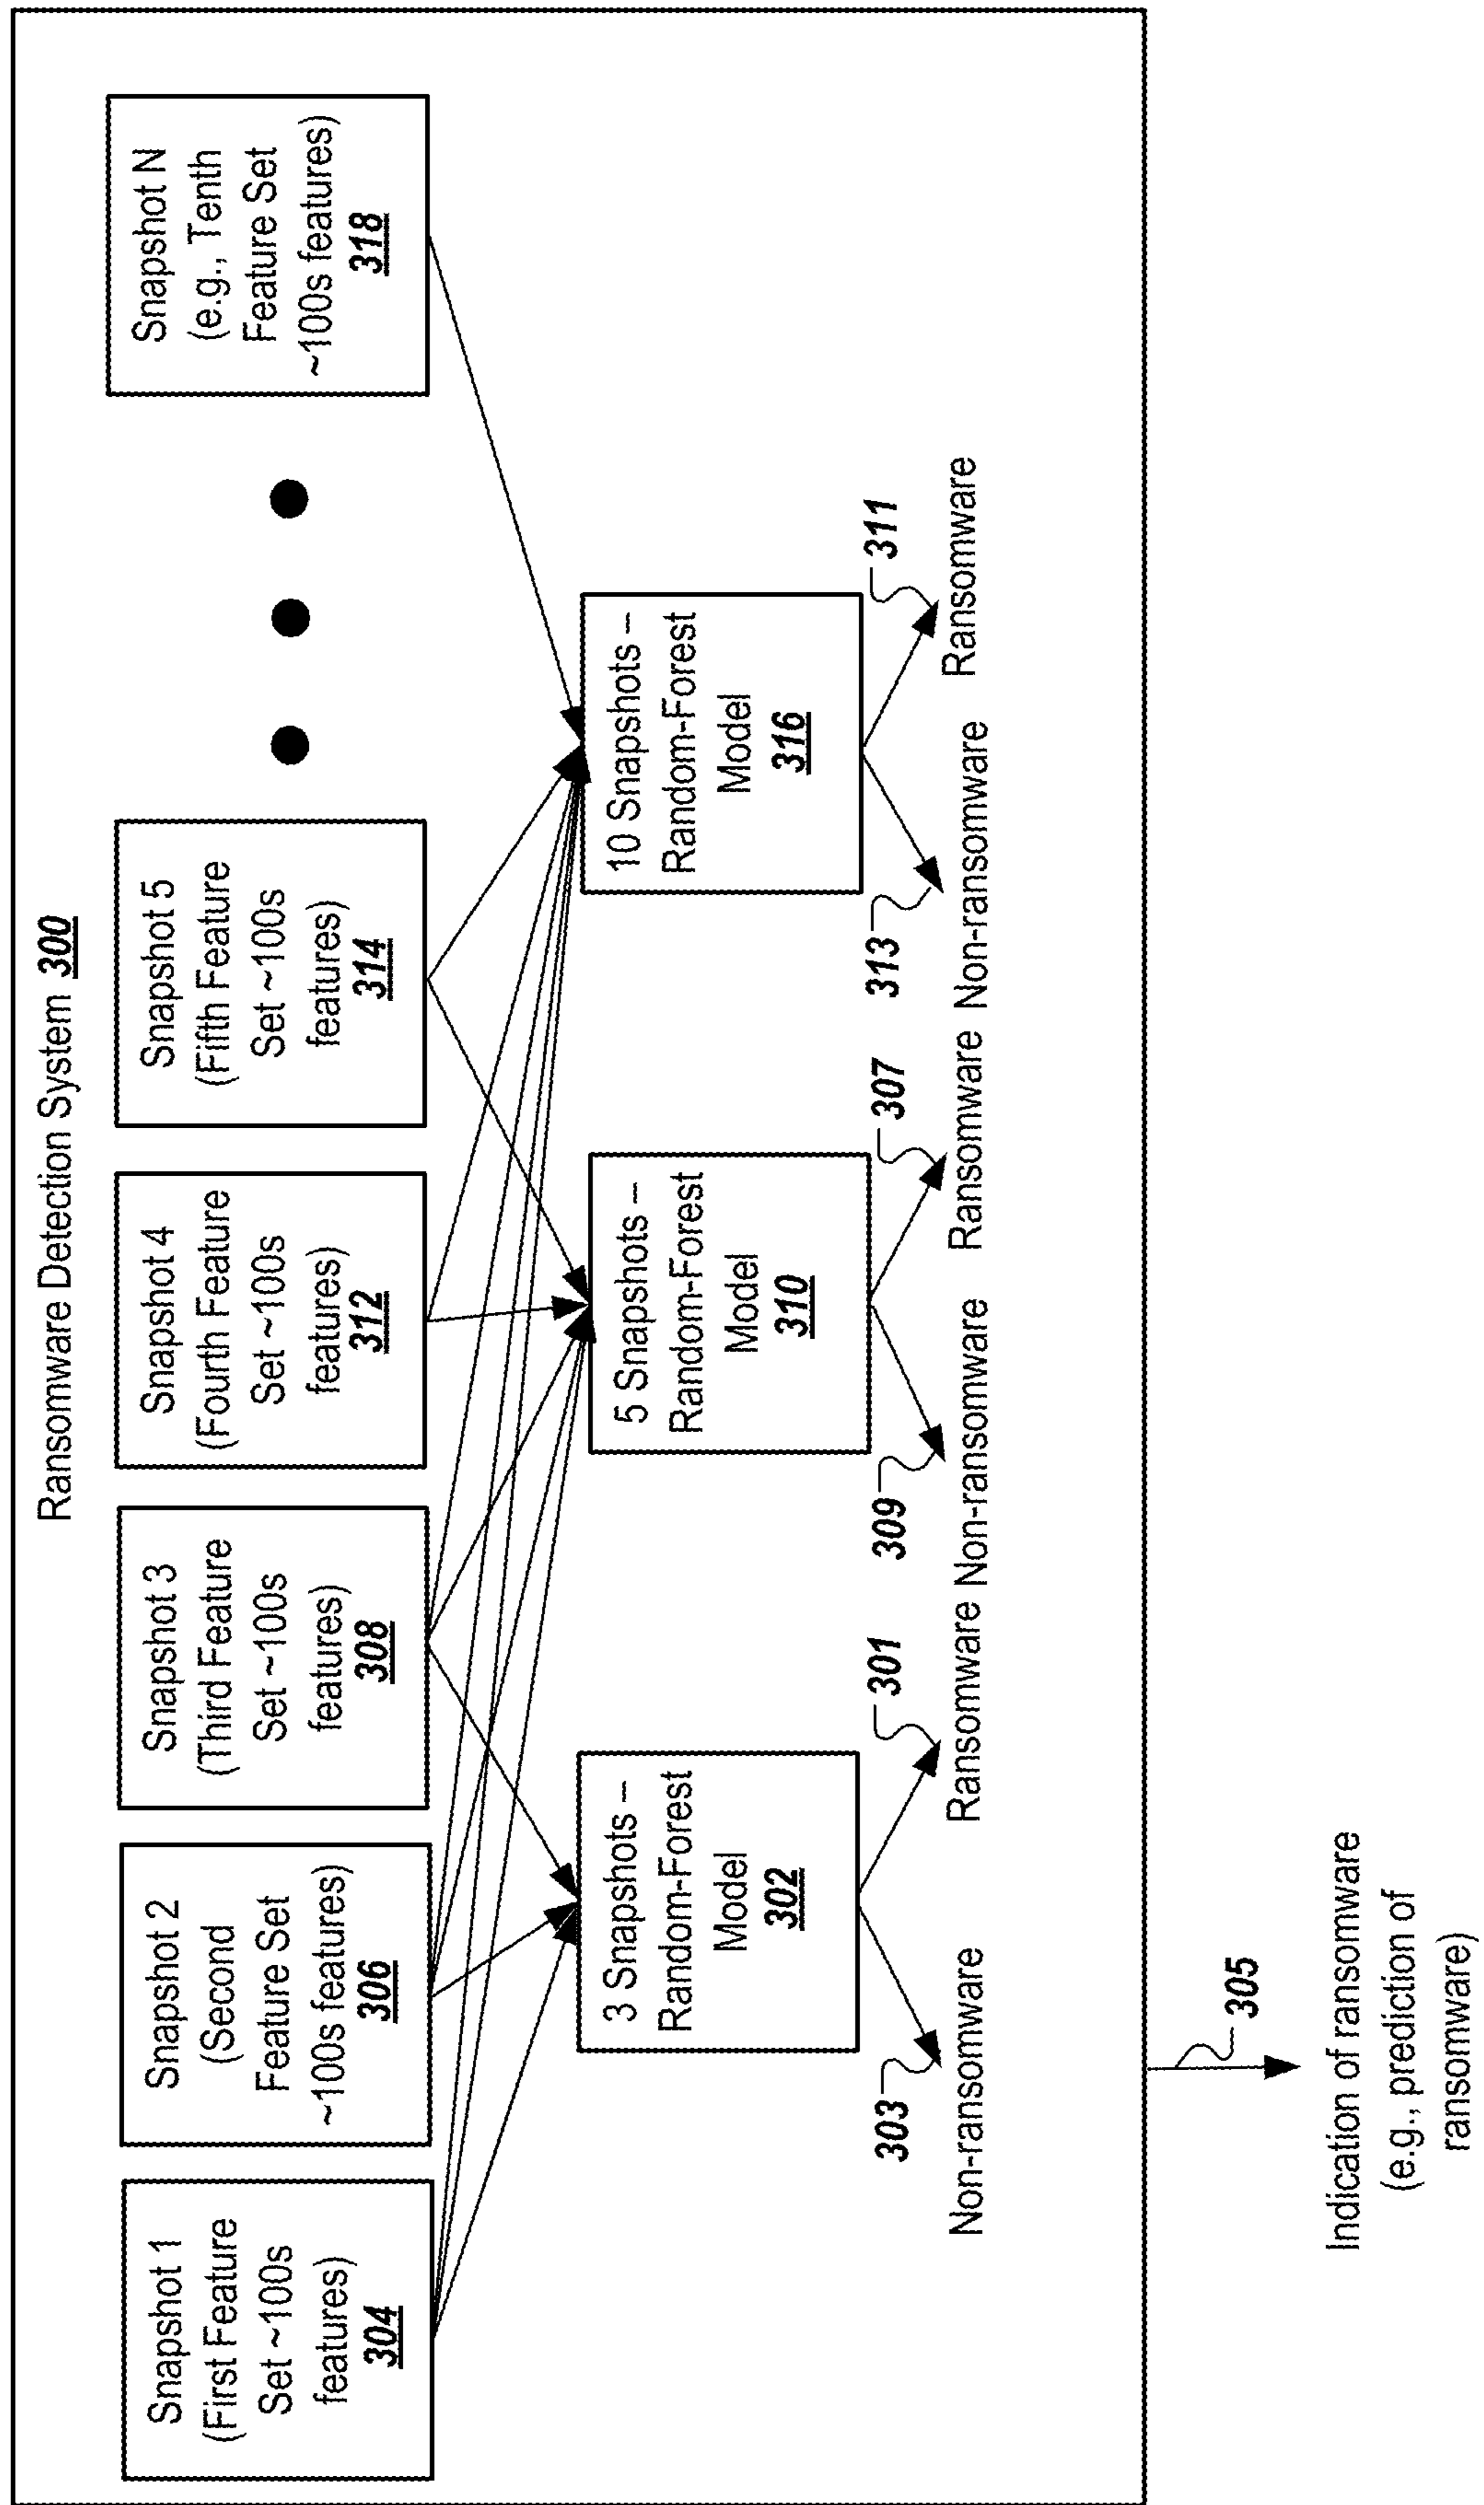 Ransomware Detection System 300
Snapshot 1
(First Feature
Set ~100s
features)
304
Snapshot 2
(Second
Feature Set
~100s features)
306
Snapshot 3
(Third Feature
Set ~100s
features)
308
Snapshot 4
(Fourth Feature
Set ~100s
features)
312
Snapshot 5
(Fifth Feature
Set ~100s
features)
314
Snapshot N
(e.g., Tenth
Feature Set
~100s features)
318
3 Snapshots –
Random-Forest
Model
302
5 Snapshots –
Random-Forest
Model
310
10 Snapshots –
Random-Forest
Model
316
303
301
309
307
313
311
Non-ransomware
Ransomware
Non-ransomware
Ransomware
Non-ransomware
Ransomware
305
Indication of ransomware
(e.g., prediction of
ransomware)